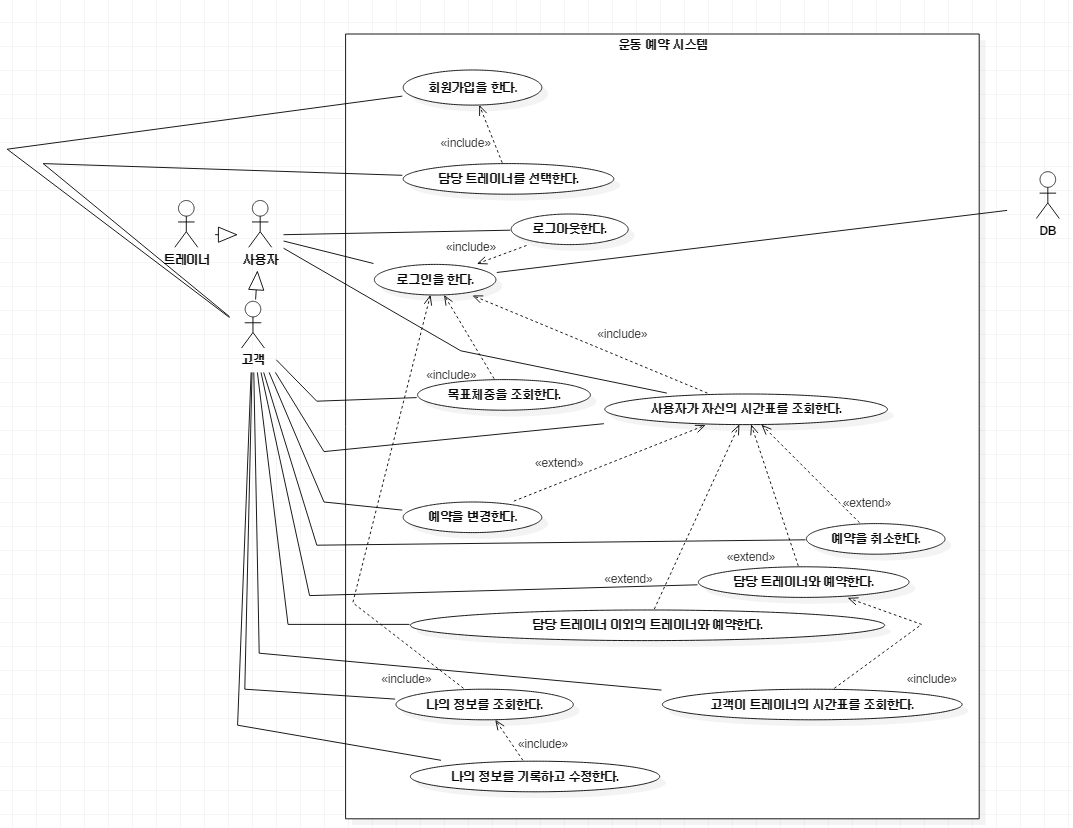 운동 예약 시스템
회원가입을 한다.
«include»
담당 트레이너를 선택한다.
로그아웃한다.
DB
«include»
트레이너
사용자
로그인을 한다.
«include»
고객
«include»
목표체중을 조회한다.
사용자가 자신의 시간표를 조회한다.
«extend»
«extend»
예약을 변경한다.
예약을 취소한다.
«extend»
«extend»
담당 트레이너와 예약한다.
담당 트레이너 이외의 트레이너와 예약한다.
«include»
«include»
나의 정보를 조회한다.
고객이 트레이너의 시간표를 조회한다.
«include»
나의 정보를 기록하고 수정한다.